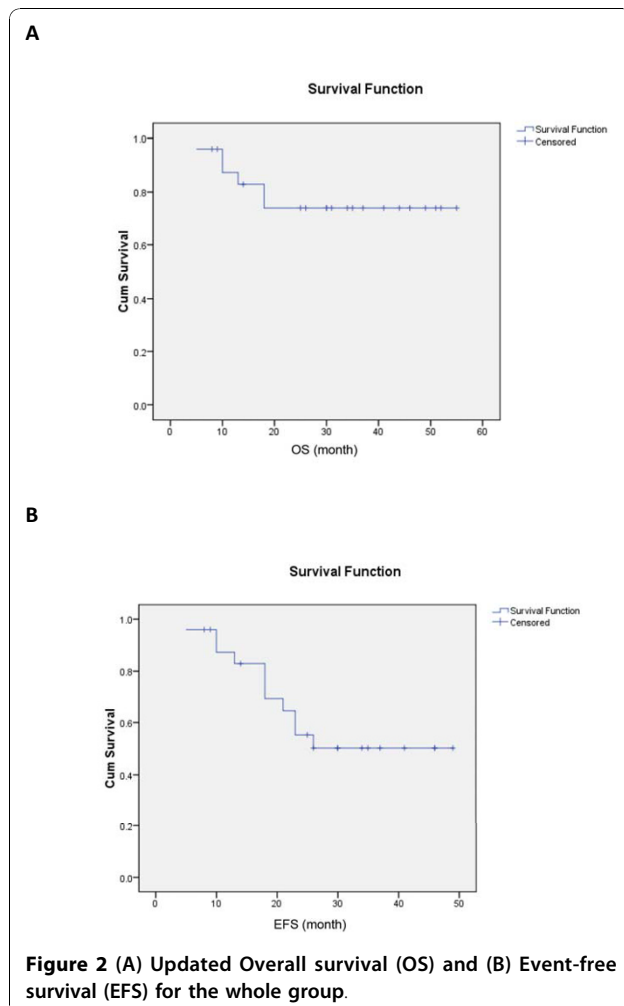 A
Survival Function
Survival Function
Censored
1.0
0.8
0.6
0.4
0.2
0.0
Cum Survival
0 10 20 30 40 50 60
OS (month)
B
Survival Function
Survival Function
Censored
1.0
0.8
0.6
0.4
0.2
0.0
Cum Survival
0 10 20 30 40 50
EFS (month)
Figure 2 (A) Updated Overall survival (OS) and (B) Event-free
survival (EFS) for the whole group.